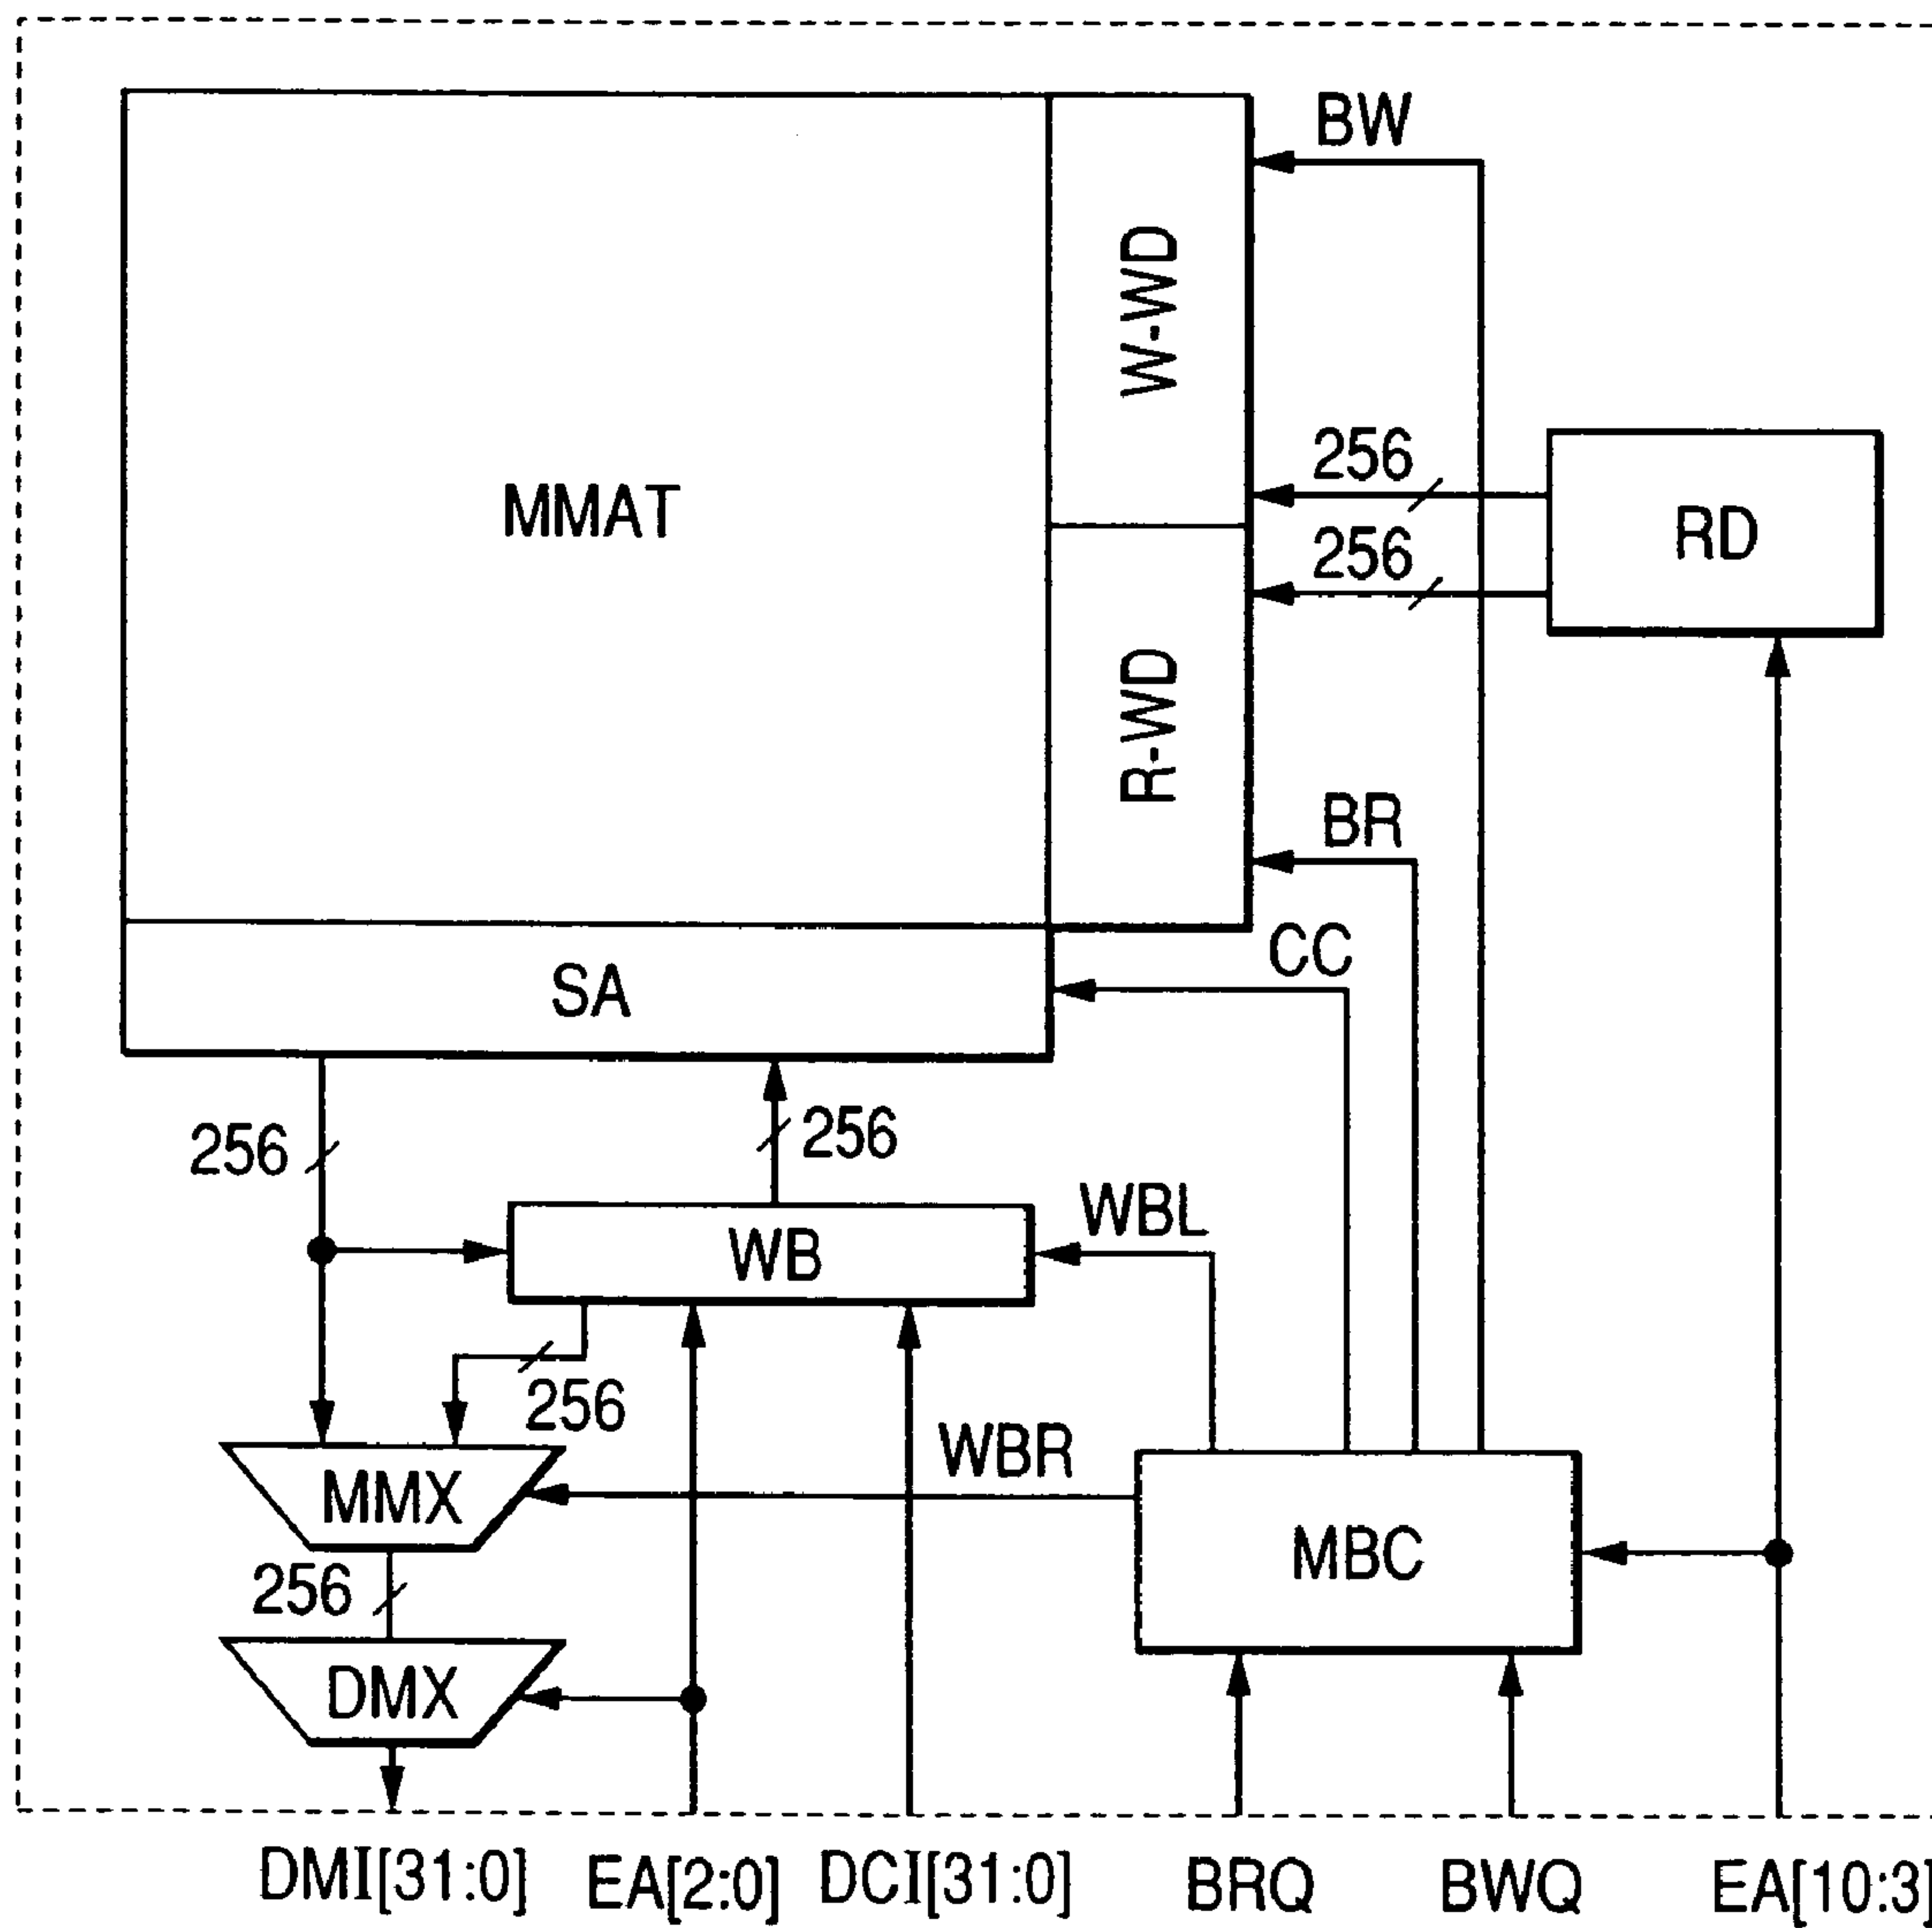 BW
W-WD
MMAT
256
RD
256
R-WD
BR
CC
SA
256
256
WBL
WB
256
WBR
MMX
MBC
256
DMX
DMI[31:0]
EA[2:0]
DCI[31:0]
BRQ
BWQ
EA[10:3]